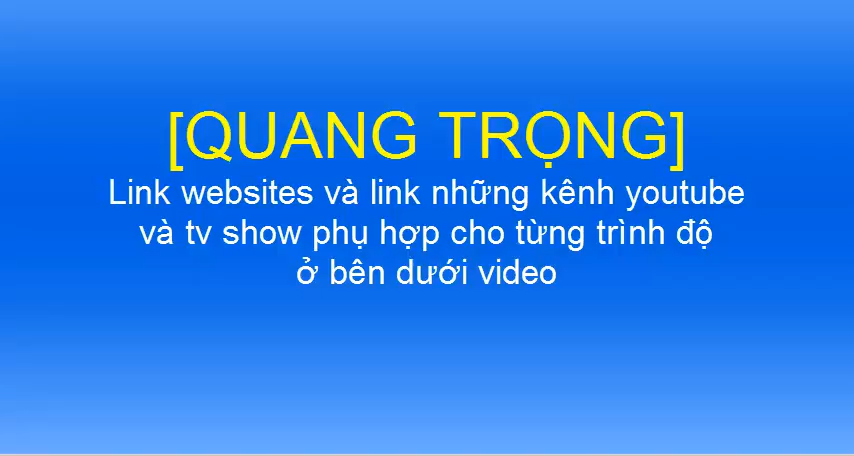 [QUANG TRỌNG]
Link websites và link những kênh youtube
và tv show phụ hợp cho từng trình độ
ở bên dưới video